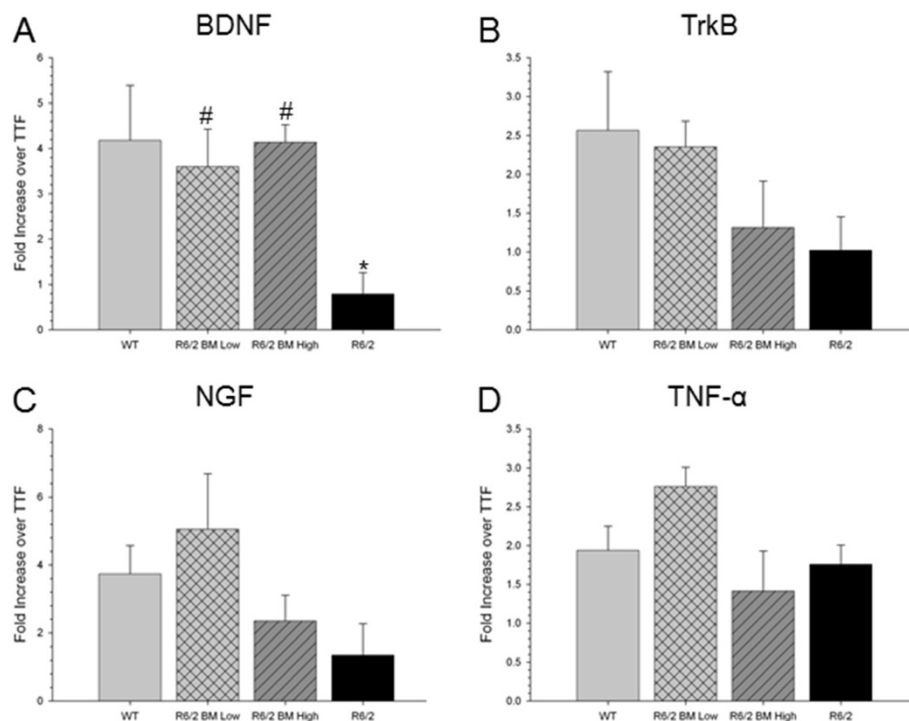 A
BDNF
Fold Increase over TTF
6
5
4
3
2
1
0
#
#
*
WT
R6/2 BM Low
R6/2 BM High
R6/2
B
TrkB
Fold Increase over TTF
3.5
3.0
2.5
2.0
1.5
1.0
0.5
0.0
WT
R6/2 BM Low
R6/2 BM High
R6/2
C
NGF
Fold Increase over TTF
8
6
4
2
0
WT
R6/2 BM Low
R6/2 BM High
R6/2
D
TNF-α
Fold Increase over TTF
3.5
3.0
2.5
2.0
1.5
1.0
0.5
0.0
WT
R6/2 BM Low
R6/2 BM High
R6/2